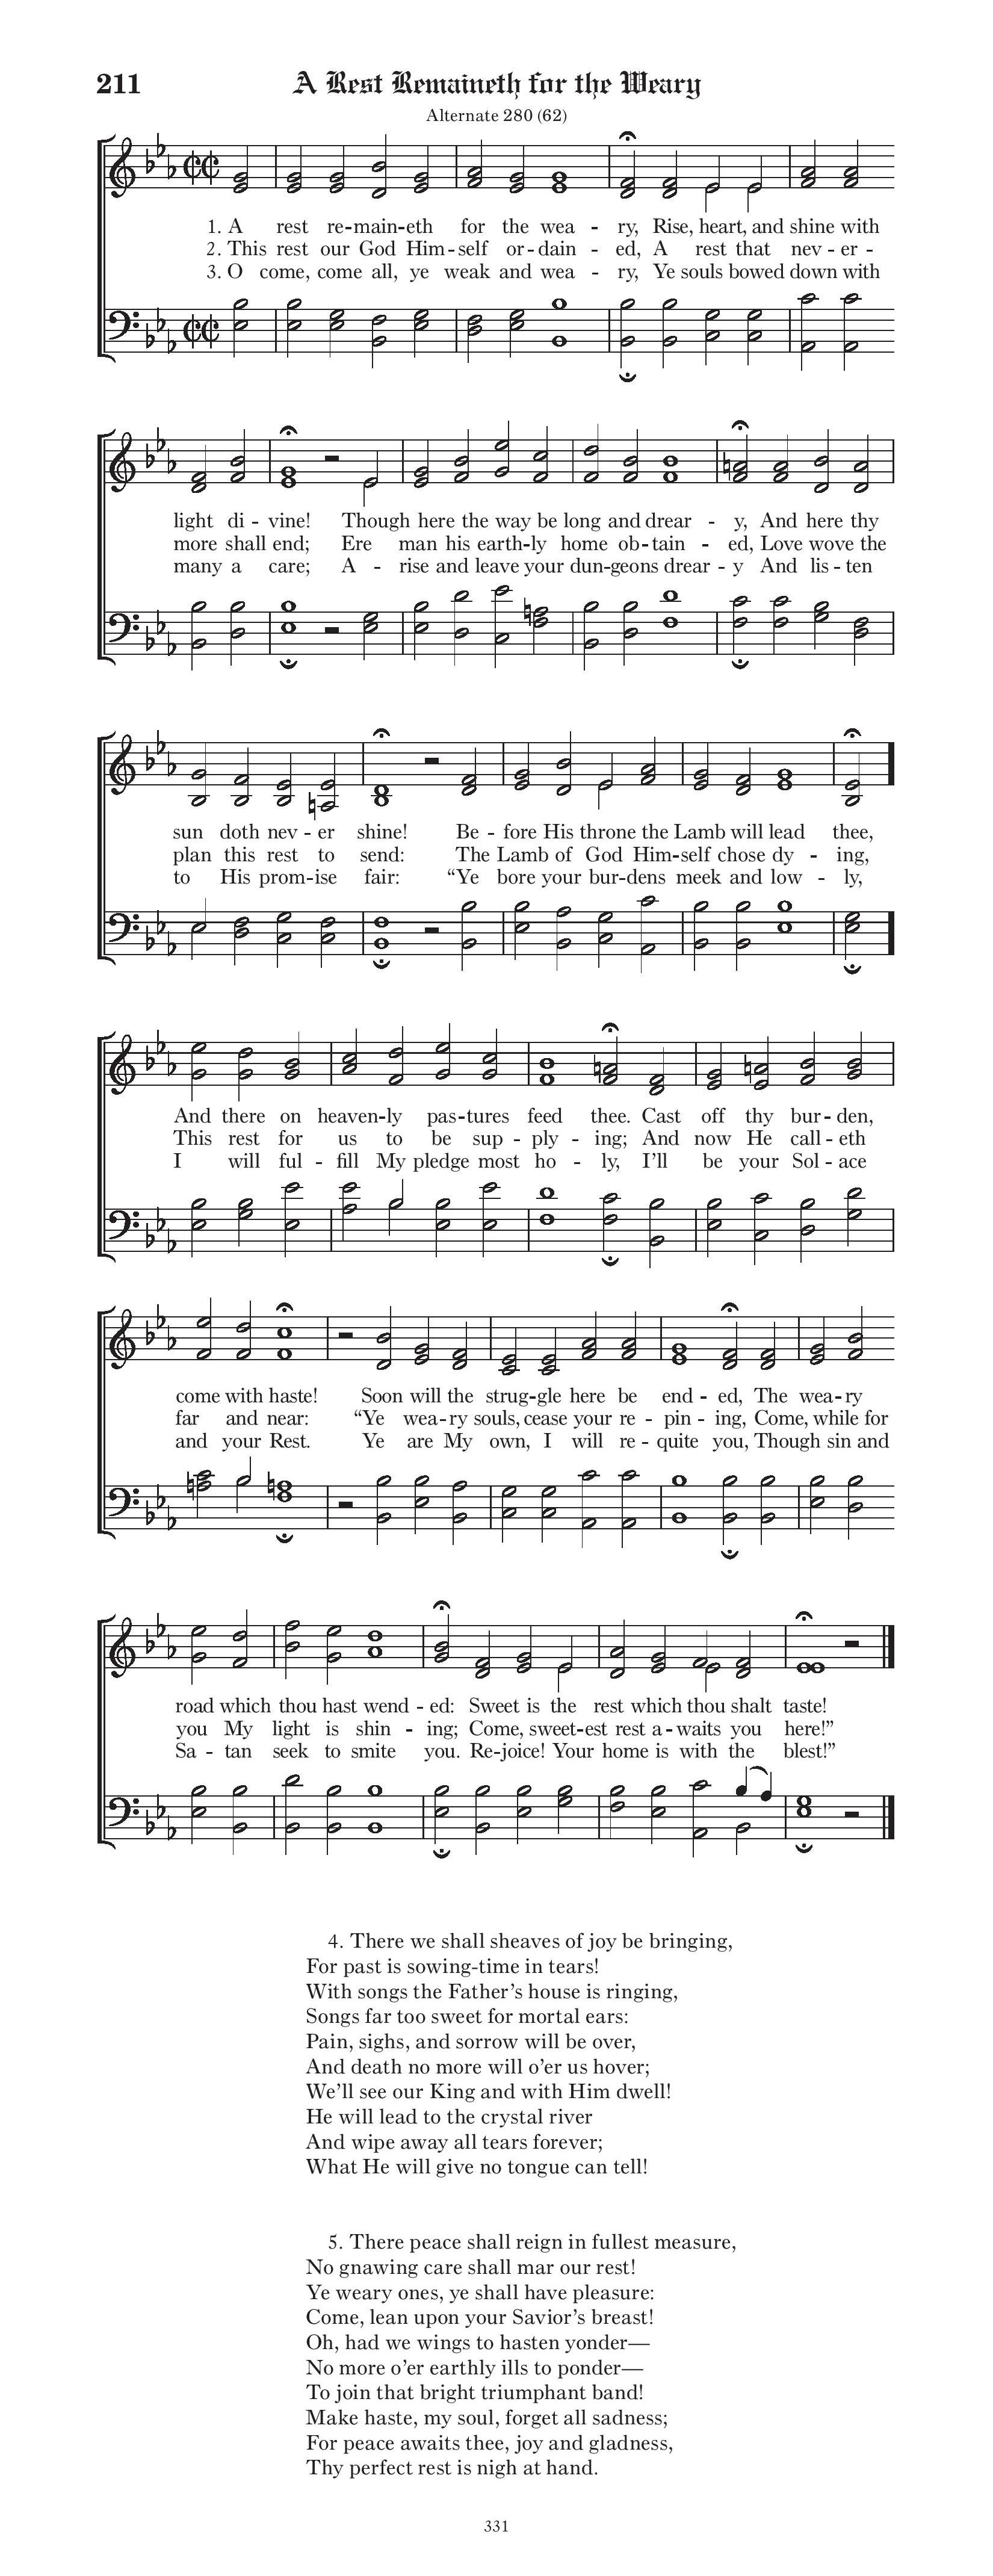 211 A Rest Remaineth for the Weary
Alternate 280 (62)
1. A rest re-main-eth for the wea - ry, Rise, heart, and shine with
2. This rest our God Him-self or-dain - ed, A rest that nev-er-
3. O come, come all, ye weak and wea - ry, Ye souls bowed down with
light di - vine! Though here the way be long and drear - y, And here thy
more shall end; Ere man his earth-ly home ob-tain - ed, Love wove the
many a care; A - rise and leave your dun-geons drear - y And lis - ten
sun doth nev - er shine! Be - fore His throne the Lamb will lead thee,
plan this rest to send: The Lamb of God Him-self chose dy - ing,
to His prom-ise fair: “Ye bore your bur-dens meek and low - ly,
And there on heaven-ly pas-tures feed thee. Cast off thy bur-den,
This rest for us to be sup - ply - ing; And now He call - eth
I will ful - fill My pledge most ho - ly, I’ll be your Sol - ace
come with haste! Soon will the strug-gle here be end - ed, The wea-ry
far and near: “Ye wea-ry souls, cease your re - pin - ing, Come, while for
and your Rest. Ye are My own, I will re - quite you, Though sin and
road which thou hast wend - ed: Sweet is the rest which thou shalt taste!
you My light is shin - ing; Come, sweet-est rest a - waits you here!”
Sa - tan seek to smite you. Re-joice! Your home is with the blest!”
4. There we shall sheaves of joy be bringing,
For past is sowing-time in tears!
With songs the Father’s house is ringing,
Songs far too sweet for mortal ears:
Pain, sighs, and sorrow will be over,
And death no more will o’er us hover;
We’ll see our King and with Him dwell!
He will lead to the crystal river
And wipe away all tears forever;
What He will give no tongue can tell!
5. There peace shall reign in fullest measure,
No gnawing care shall mar our rest!
Ye weary ones, ye shall have pleasure:
Come, lean upon your Savior’s breast!
Oh, had we wings to hasten yonder—
No more o’er earthly ills to ponder—
To join that bright triumphant band!
Make haste, my soul, forget all sadness;
For peace awaits thee, joy and gladness,
Thy perfect rest is nigh at hand.
331